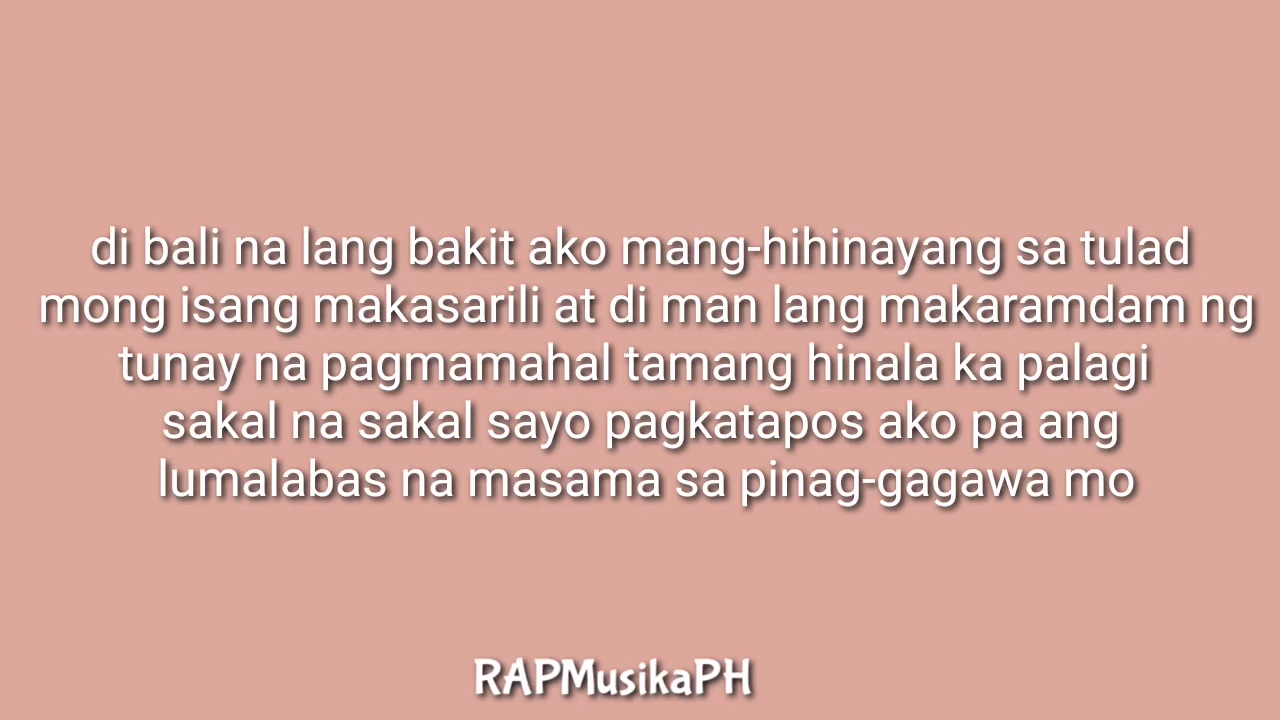 di bali na lang bakit ako mang-hihinayang sa tulad
mong isang makasarili at di man lang makaramdam ng
tunay na pagmamahal tamang hinala ka palagi
sakal na sakal sayo pagkatapos ako pa ang
lumalabas na masama sa pinag-gagawa mo
RAPMusikaPH